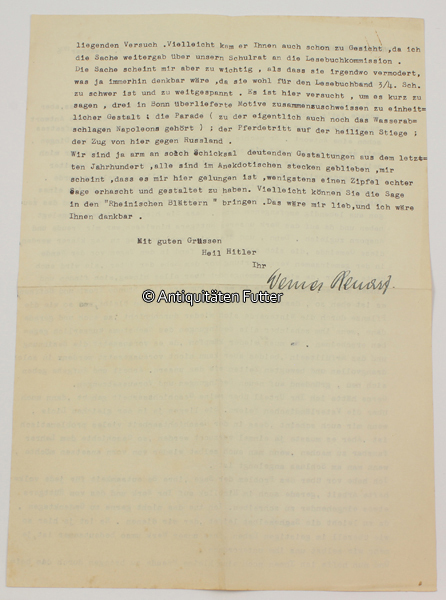 liegenden Versuch .Vielleicht kam er Ihnen auch schon zu Gesicht ,da ich
die Sache weitergab über unsern Schulrat an die Lesebuchkommission .
Die Sache scheint mir aber zu wichtig , als dass sie irgendwo vermodert,
was ja immerhin denkbar wäre ,da sie wohl für den Lesebuchband 3/4. Sch.
zu schwer ist und zu weitgespannt . Es ist hier versucht , um es kurz zu
sagen , drei in Bonn überlieferte Motive zusammenzuschweissen zu einheit=
licher Gestalt : die Parade ( zu der eigentlich auch noch das Wasserab=
schlagen Napoleons gehört ) ; der Pferdetritt auf der heiligen Stiege ;
der Zug von hier gegen Russland .
Wir sind ja arm an solch Schicksal deutenden Gestaltungen aus dem letz=
ten Jahrhundert ,alle sind im Anekdotischen stecken geblieben ,mir
scheint ,dass es mir hier gelungen ist ,wenigstens einen Zipfel echter
Sage erhascht und gestaltet zu haben. Vielleicht können Sie die Sage
in den "Rheinischen Blättern " bringen .Das wäre mir lieb,und ich wäre
Ihnen dankbar .
Mit guten Grüssen
Heil Hitler
Ihr
Werner
© Antiquitäten Futter